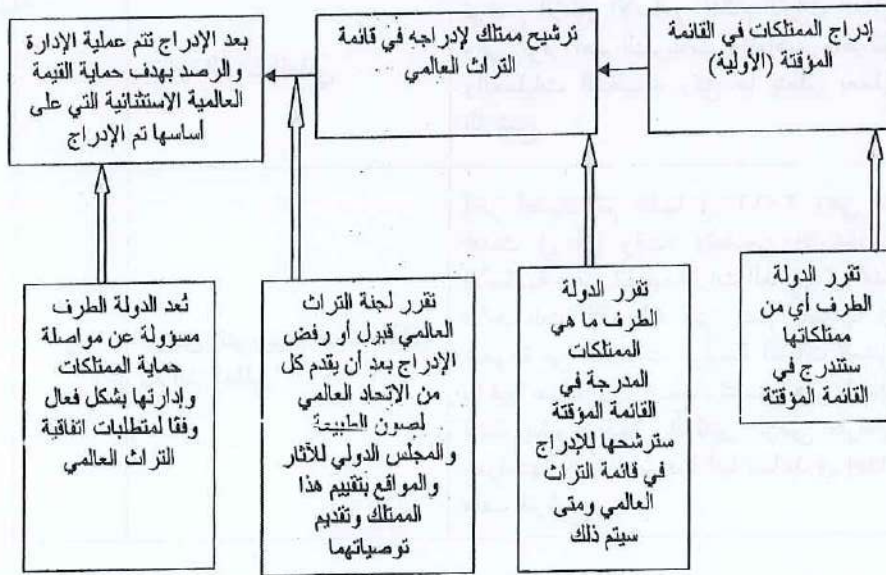 إدراج الممتلكات في القائمة
المؤقتة (الأولية)
ترشيح ممتلك لإدراجه في قائمة
التراث العالمي
بعد الإدراج تتم عملية الإدارة
والرصد بهدف حماية القيمة
العالمية الاستثنائية التي على
أساسها تم الإدراج
تقرر الدولة
الطرف أي من
ممتلكاتها
ستندرج في
القائمة المؤقتة
تقرر الدولة
الطرف ما هي
الممتلكات
المدرجة في
القائمة المؤقتة
سترشحها للإدراج
في قائمة التراث
العالمي ومتى
سيتم ذلك
تقرر لجنة التراث
العالمي قبول أو رفض
الإدراج بعد أن يقدم كل
من الإتحاد العالمي
لصون الطبيعة
والمجلس الدولي للآثار
والمواقع بتقييم هذا
الممتلك وتقديم
توصياتهما
تُعد الدولة الطرف
مسؤولة عن مواصلة
حماية الممتلكات
وإدارتها بشكل فعال
وفقا لمتطلبات اتفاقية
التراث العالمي